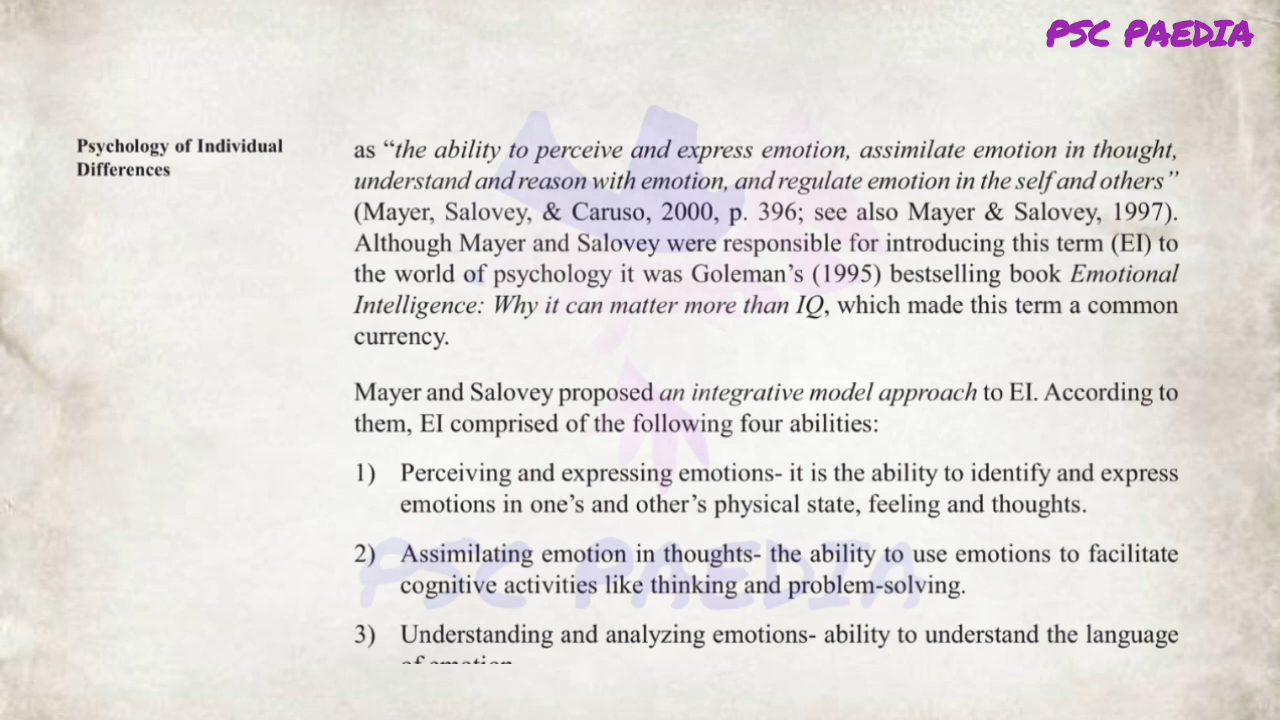 PSC PAEDIA
Psychology of Individual
Differences
as “the ability to perceive and express emotion, assimilate emotion in thought,
understand and reason with emotion, and regulate emotion in the self and others”
(Mayer, Salovey, & Caruso, 2000, p. 396; see also Mayer & Salovey, 1997).
Although Mayer and Salovey were responsible for introducing this term (EI) to
the world of psychology it was Goleman’s (1995) bestselling book Emotional
Intelligence: Why it can matter more than IQ, which made this term a common
currency.
Mayer and Salovey proposed an integrative model approach to EI. According to
them, EI comprised of the following four abilities:
1) Perceiving and expressing emotions- it is the ability to identify and express
emotions in one’s and other’s physical state, feeling and thoughts.
2) Assimilating emotion in thoughts- the ability to use emotions to facilitate
cognitive activities like thinking and problem-solving.
PSC PAEDIA
3) Understanding and analyzing emotions- ability to understand the language
of emotion